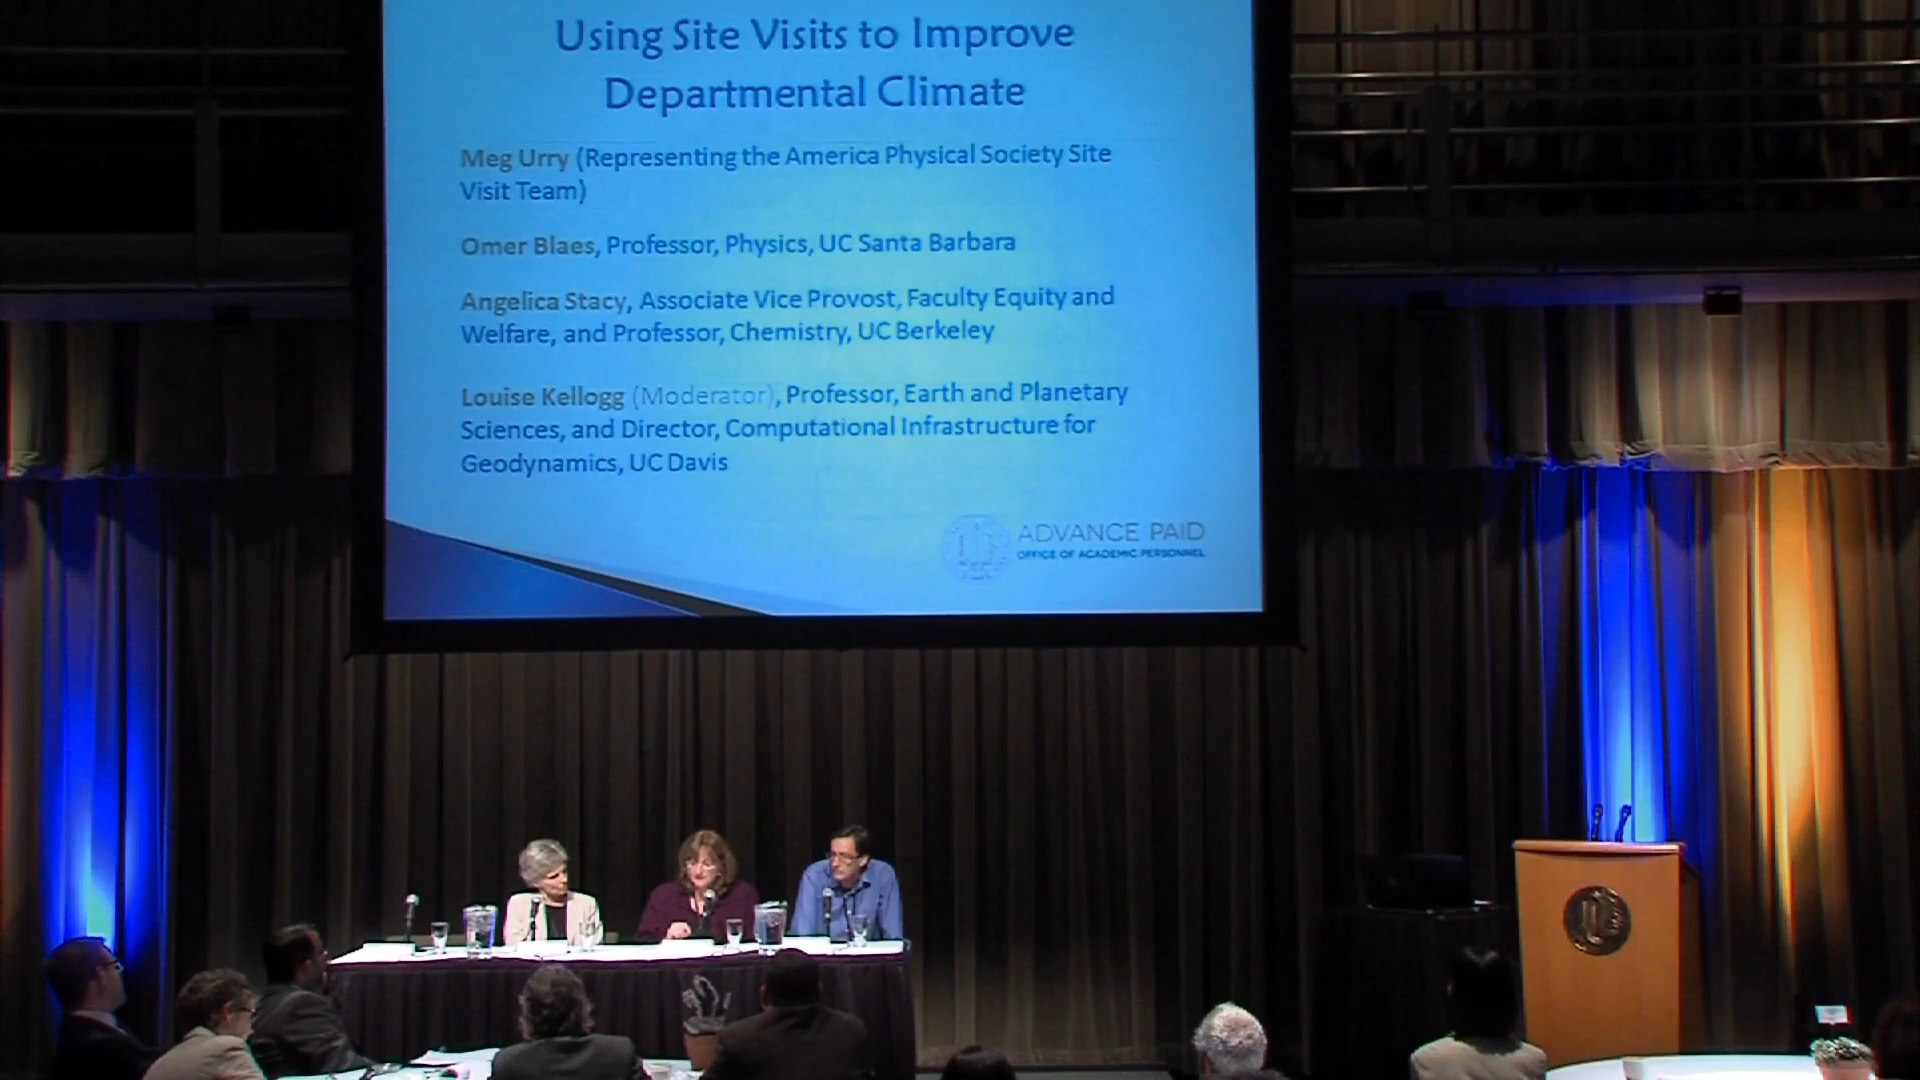 Using Site Visits to Improve
Departmental Climate
Meg Urry (Representing the America Physical Society Site
Visit Team)
Omer Blaes, Professor, Physics, UC Santa Barbara
Angelica Stacy, Associate Vice Provost, Faculty Equity and
Welfare, and Professor, Chemistry, UC Berkeley
Louise Kellogg (Moderator), Professor, Earth and Planetary
Sciences, and Director, Computational Infrastructure for
Geodynamics, UC Davis
ADVANCE PAID
OFFICE OF ACADEMIC PERSONNEL